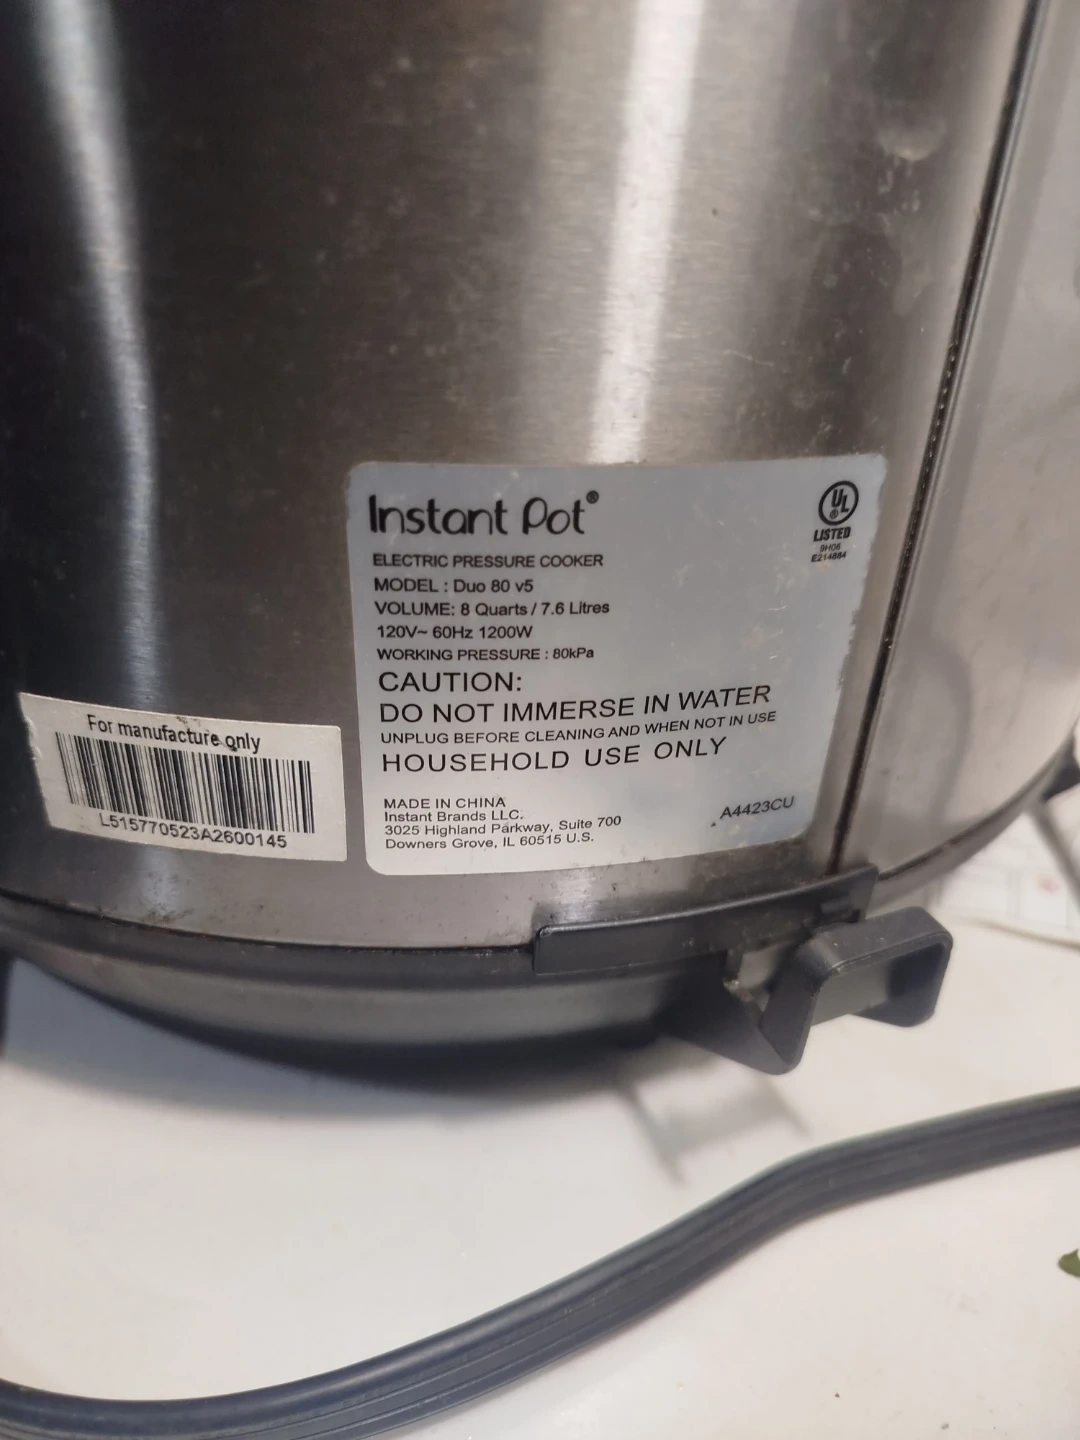 Instant Pot®
UL
®
LISTED
9H06
E214884
ELECTRIC PRESSURE COOKER
MODEL : Duo 80 v5
VOLUME: 8 Quarts / 7.6 Litres
120V~ 60Hz 1200W
WORKING PRESSURE : 80kPa
CAUTION:
DO NOT IMMERSE IN WATER
UNPLUG BEFORE CLEANING AND WHEN NOT IN USE
HOUSEHOLD USE ONLY
MADE IN CHINA
Instant Brands LLC.
3025 Highland Parkway, Suite 700
Downers Grove, IL 60515 U.S.
A4423CU
For manufacture only
L515770523A2600145